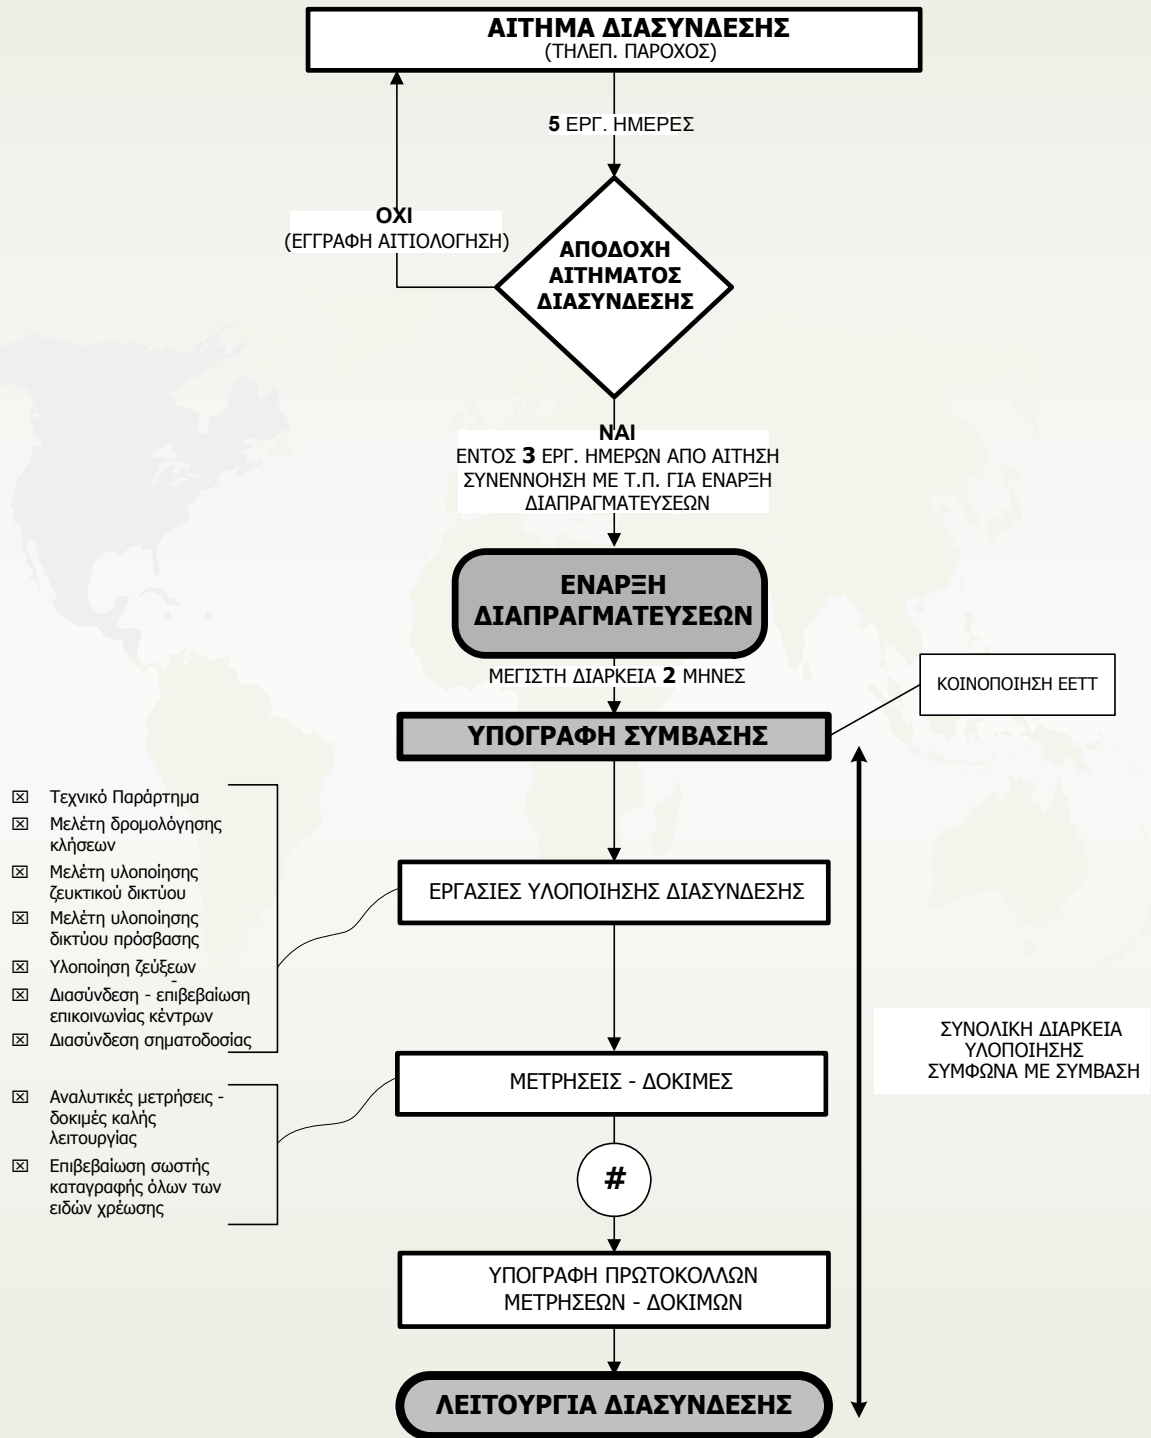 ΑΙΤΗΜΑ ΔΙΑΣΥΝΔΕΣΗΣ
(ΤΗΛΕΠ. ΠΑΡΟΧΟΣ)
5 ΕΡΓ. ΗΜΕΡΕΣ
ΟΧΙ
(ΕΓΓΡΑΦΗ ΑΙΤΙΟΛΟΓΗΣΗ)
ΑΠΟΔΟΧΗ
ΑΙΤΗΜΑΤΟΣ
ΔΙΑΣΥΝΔΕΣΗΣ
ΝΑΙ
ΕΝΤΟΣ 3 ΕΡΓ. ΗΜΕΡΩΝ ΑΠΟ ΑΙΤΗΣΗ
ΣΥΝΕΝΝΟΗΣΗ ΜΕ Τ.Π. ΓΙΑ ΕΝΑΡΞΗ
ΔΙΑΠΡΑΓΜΑΤΕΥΣΕΩΝ
ΕΝΑΡΞΗ
ΔΙΑΠΡΑΓΜΑΤΕΥΣΕΩΝ
ΜΕΓΙΣΤΗ ΔΙΑΡΚΕΙΑ 2 ΜΗΝΕΣ
ΚΟΙΝΟΠΟΙΗΣΗ ΕΕΤΤ
ΥΠΟΓΡΑΦΗ ΣΥΜΒΑΣΗΣ
Τεχνικό Παράρτημα
Μελέτη δρομολόγησης
κλήσεων
Μελέτη υλοποίησης
ζευκτικού δικτύου
Μελέτη υλοποίησης
δικτύου πρόσβασης
Υλοποίηση ζεύξεων
-
Διασύνδεση - επιβεβαίωση
επικοινωνίας κέντρων
Διασύνδεση σηματοδοσίας
ΕΡΓΑΣΙΕΣ ΥΛΟΠΟΙΗΣΗΣ ΔΙΑΣΥΝΔΕΣΗΣ
ΣΥΝΟΛΙΚΗ ΔΙΑΡΚΕΙΑ
ΥΛΟΠΟΙΗΣΗΣ
ΣΥΜΦΩΝΑ ΜΕ ΣΥΜΒΑΣΗ
ΜΕΤΡΗΣΕΙΣ - ΔΟΚΙΜΕΣ
Αναλυτικές μετρήσεις -
δοκιμές καλής
λειτουργίας
Επιβεβαίωση σωστής
καταγραφής όλων των
ειδών χρέωσης
#
ΥΠΟΓΡΑΦΗ ΠΡΩΤΟΚΟΛΛΩΝ
ΜΕΤΡΗΣΕΩΝ - ΔΟΚΙΜΩΝ
ΛΕΙΤΟΥΡΓΙΑ ΔΙΑΣΥΝΔΕΣΗΣ